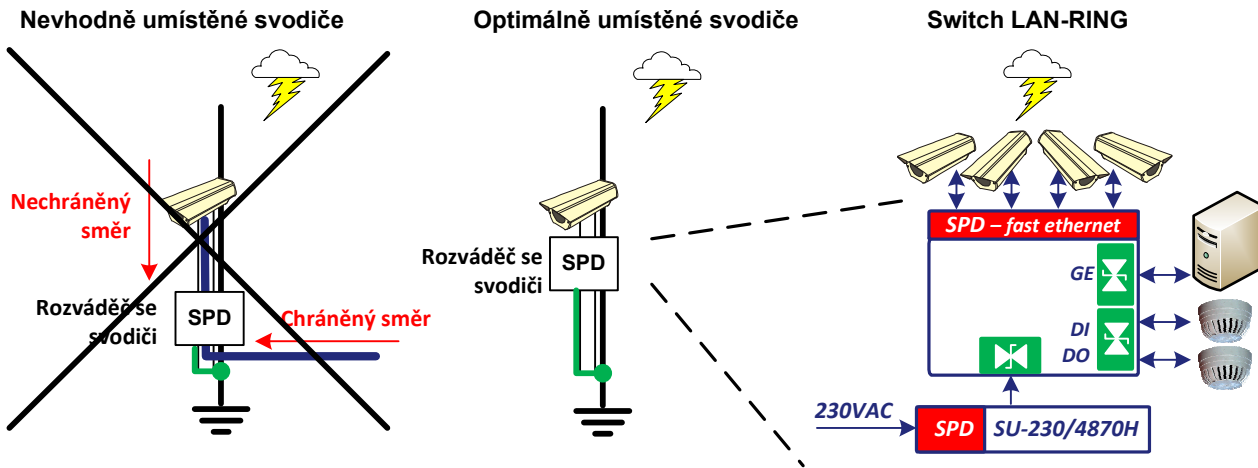 Nevhodně umístěné svodiče
Nechráněný
směr
Rozváděč se
svodiči
SPD
Chráněný směr
Optimálně umístěné svodiče
Rozváděč se
svodiči
SPD
Switch LAN-RING
SPD – fast ethernet
GE
DI
DO
230VAC
SPD
SU-230/4870H